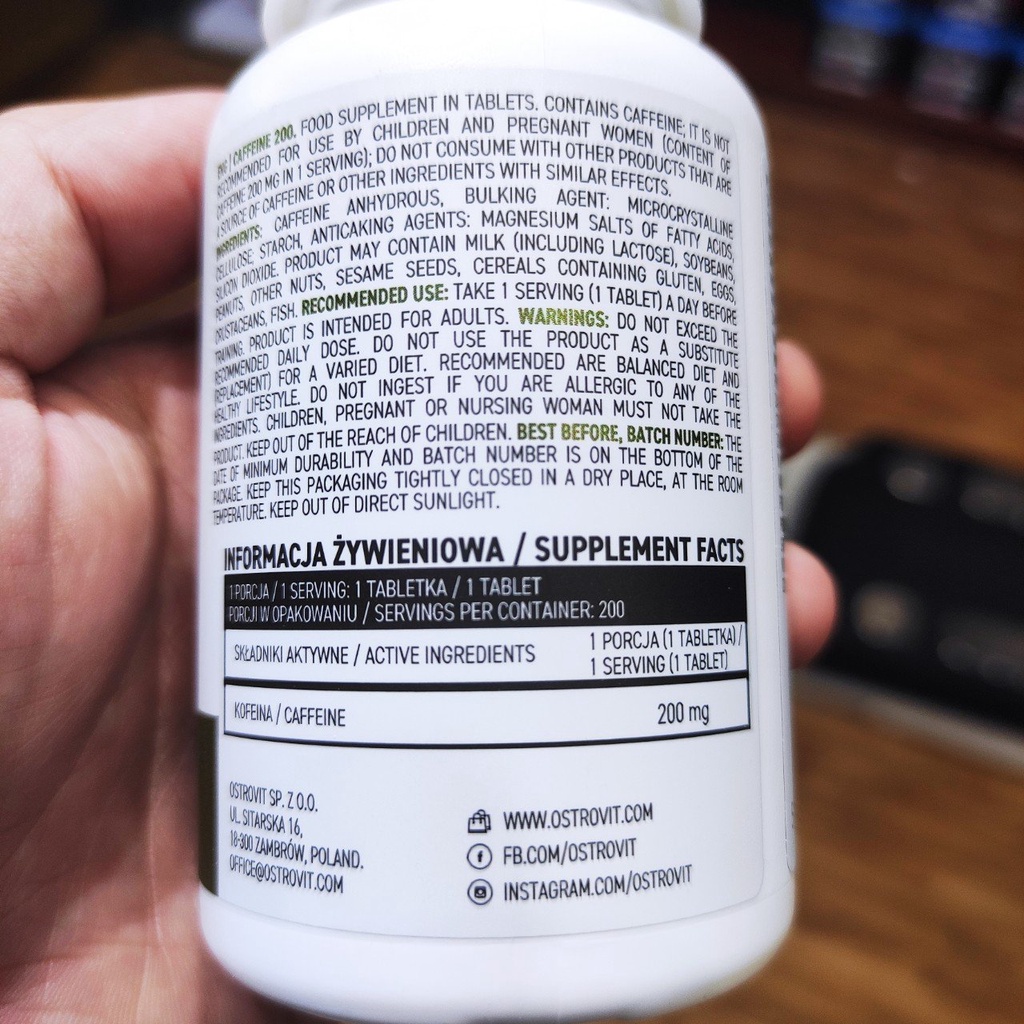 | CAFFEINE 200. FOOD SUPPLEMENT IN TABLETS. CONTAINS CAFFEINE; IT IS NOT
RECOMMENDED FOR USE BY CHILDREN AND PREGNANT WOMEN (CONTENT OF
CAFFEINE 200 MG IN 1 SERVING); DO NOT CONSUME WITH OTHER PRODUCTS THAT ARE
A SOURCE OF CAFFEINE OR OTHER INGREDIENTS WITH SIMILAR EFFECTS.
INGREDIENTS: CAFFEINE ANHYDROUS, BULKING AGENT: MICROCRYSTALLINE
CELLULOSE; STARCH, ANTICAKING AGENTS: MAGNESIUM SALTS OF FATTY ACIDS,
SILICON DIOXIDE. PRODUCT MAY CONTAIN MILK (INCLUDING LACTOSE), SOYBEANS,
PEANUTS, OTHER NUTS, SESAME SEEDS, CEREALS CONTAINING GLUTEN, EGGS,
CRUSTACEANS, FISH. RECOMMENDED USE: TAKE 1 SERVING (1 TABLET) A DAY BEFORE
TRAINING. PRODUCT IS INTENDED FOR ADULTS. WARNINGS: DO NOT EXCEED THE
RECOMMENDED DAILY DOSE. DO NOT USE THE PRODUCT AS A SUBSTITUTE
(REPLACEMENT) FOR A VARIED DIET. RECOMMENDED ARE BALANCED DIET AND
HEALTHY LIFESTYLE. DO NOT INGEST IF YOU ARE ALLERGIC TO ANY OF THE
INGREDIENTS. CHILDREN, PREGNANT OR NURSING WOMAN MUST NOT TAKE THE
PRODUCT. KEEP OUT OF THE REACH OF CHILDREN. BEST BEFORE, BATCH NUMBER: THE
DATE OF MINIMUM DURABILITY AND BATCH NUMBER IS ON THE BOTTOM OF THE
PACKAGE. KEEP THIS PACKAGING TIGHTLY CLOSED IN A DRY PLACE, AT THE ROOM
TEMPERATURE. KEEP OUT OF DIRECT SUNLIGHT.
INFORMACJA ŻYWIENIOWA / SUPPLEMENT FACTS
1 PORCJA / 1 SERVING: 1 TABLETKA / 1 TABLET
PORCJI W OPAKOWANIU / SERVINGS PER CONTAINER: 200
SKŁADNIKI AKTYWNE / ACTIVE INGREDIENTS
1 PORCJA (1 TABLETKA) /
1 SERVING (1 TABLET)
KOFEINA / CAFFEINE 200 mg
OSTROVIT SP. Z O.O.
UL. SITARSKA 16,
18-300 ZAMBRÓW, POLAND.
OFFICE@OSTROVIT.COM
WWW.OSTROVIT.COM
FB.COM/OSTROVIT
INSTAGRAM.COM/OSTROVIT